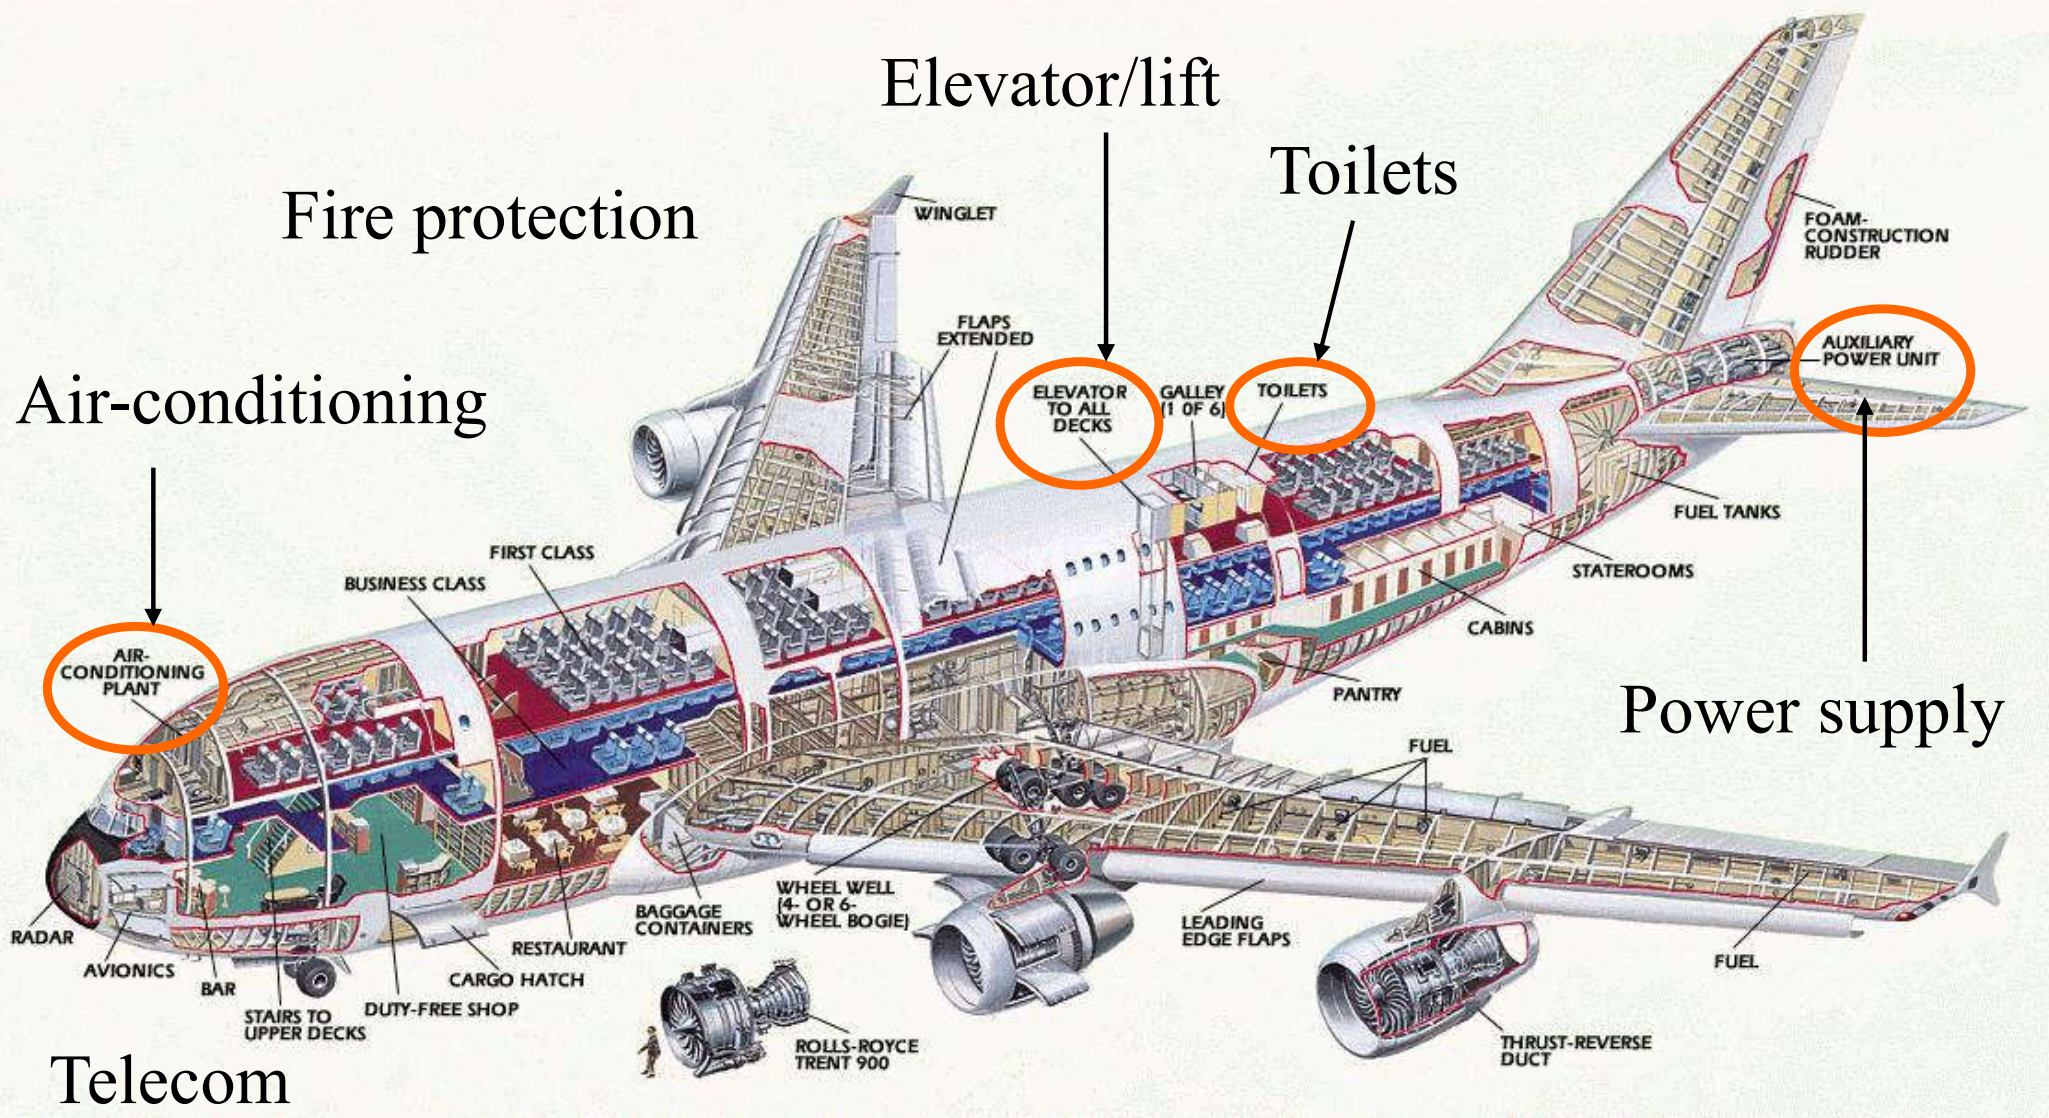 Elevator/lift
Toilets
Fire protection
WINGLET
FOAM-
CONSTRUCTION
RUDDER
FLAPS
EXTENDED
AUXILIARY
POWER UNIT
Air-conditioning
ELEVATOR
TO ALL
DECKS
GALLEY
(1 OF 6)
TOILETS
FUEL TANKS
FIRST CLASS
BUSINESS CLASS
STATEROOMS
CABINS
AIR-
CONDITIONING
PLANT
PANTRY
Power supply
FUEL
WHEEL WELL
(4- OR 6-
WHEEL BOGIE)
BAGGAGE
CONTAINERS
LEADING
EDGE FLAPS
RADAR
RESTAURANT
AVIONICS
CARGO HATCH
FUEL
BAR
DUTY-FREE SHOP
STAIRS TO
UPPER DECKS
ROLLS-ROYCE
TRENT 900
THRUST-REVERSE
DUCT
Telecom